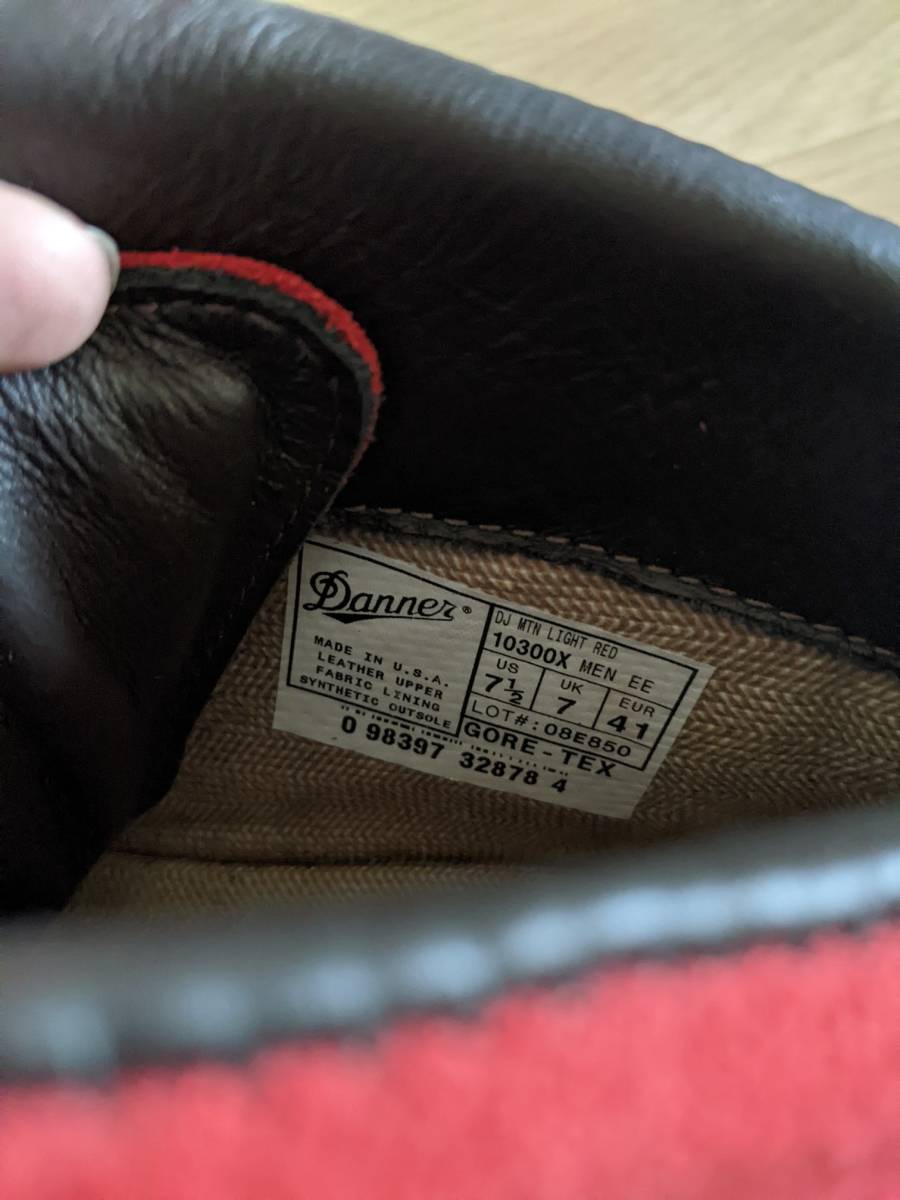 Danner®
MADE IN U.S.A.
LEATHER UPPER
FABRIC LINING
SYNTHETIC OUTSOLE
DJ MTN LIGHT RED
10300X MEN EE
US UK EUR
7½ 7 41
LOT#:08E850
GORE-TEX
0 98397 32878 4